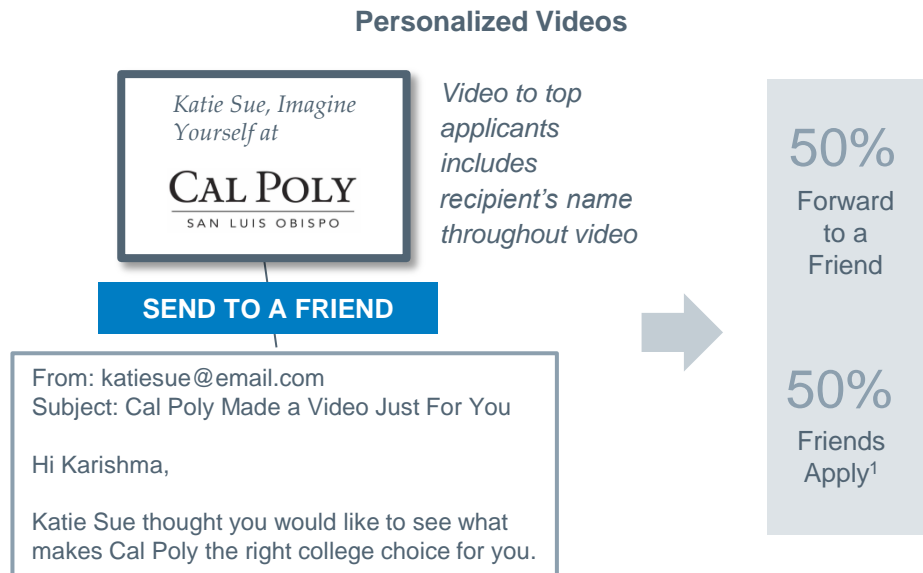 Personalized Videos
Katie Sue, Imagine
Yourself at
CAL POLY
SAN LUIS OBISPO
Video to top
applicants
includes
recipient's name
throughout video
SEND TO A FRIEND
From: katiesue@email.com
Subject: Cal Poly Made a Video Just For You
Hi Karishma,
Katie Sue thought you would like to see what
makes Cal Poly the right college choice for you.
50%
Forward
to a
Friend
50%
Friends
Apply¹